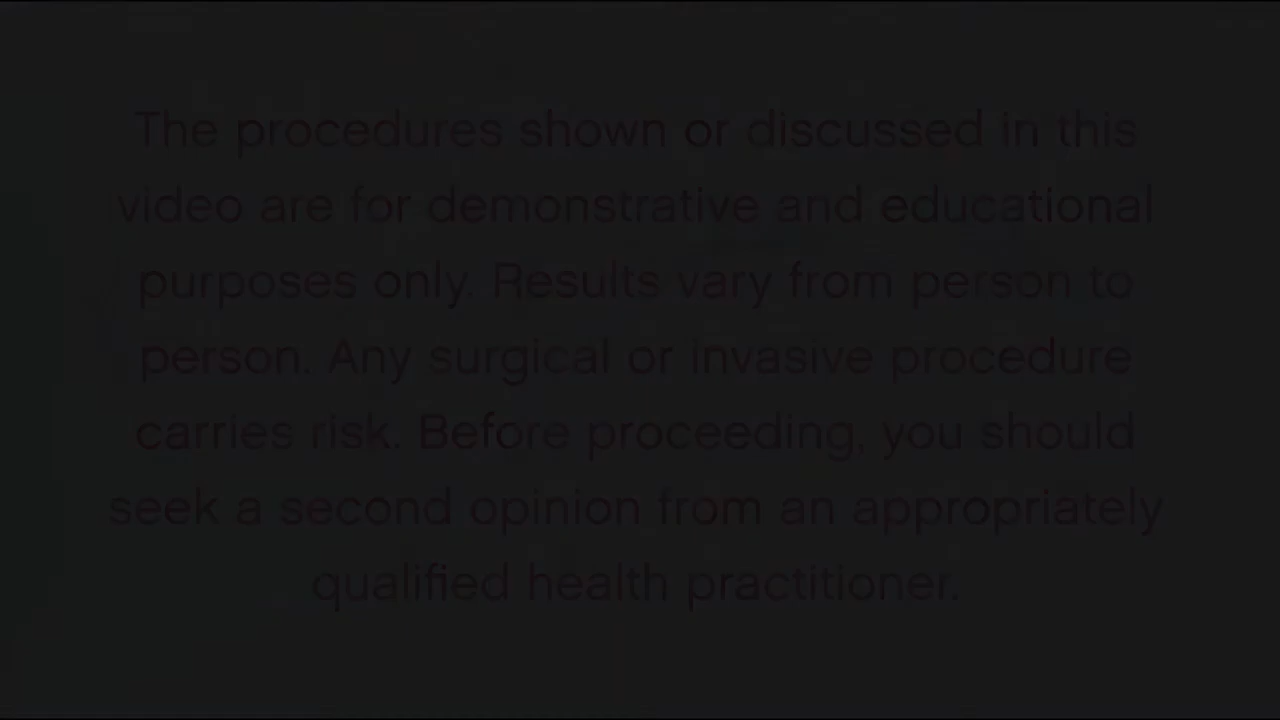 The procedures shown or discussed in this
video are for demonstrative and educational
purposes only. Results vary from person to
person. Any surgical or invasive procedure
carries risk. Before proceeding, you should
seek a second opinion from an appropriately
qualified health practitioner.